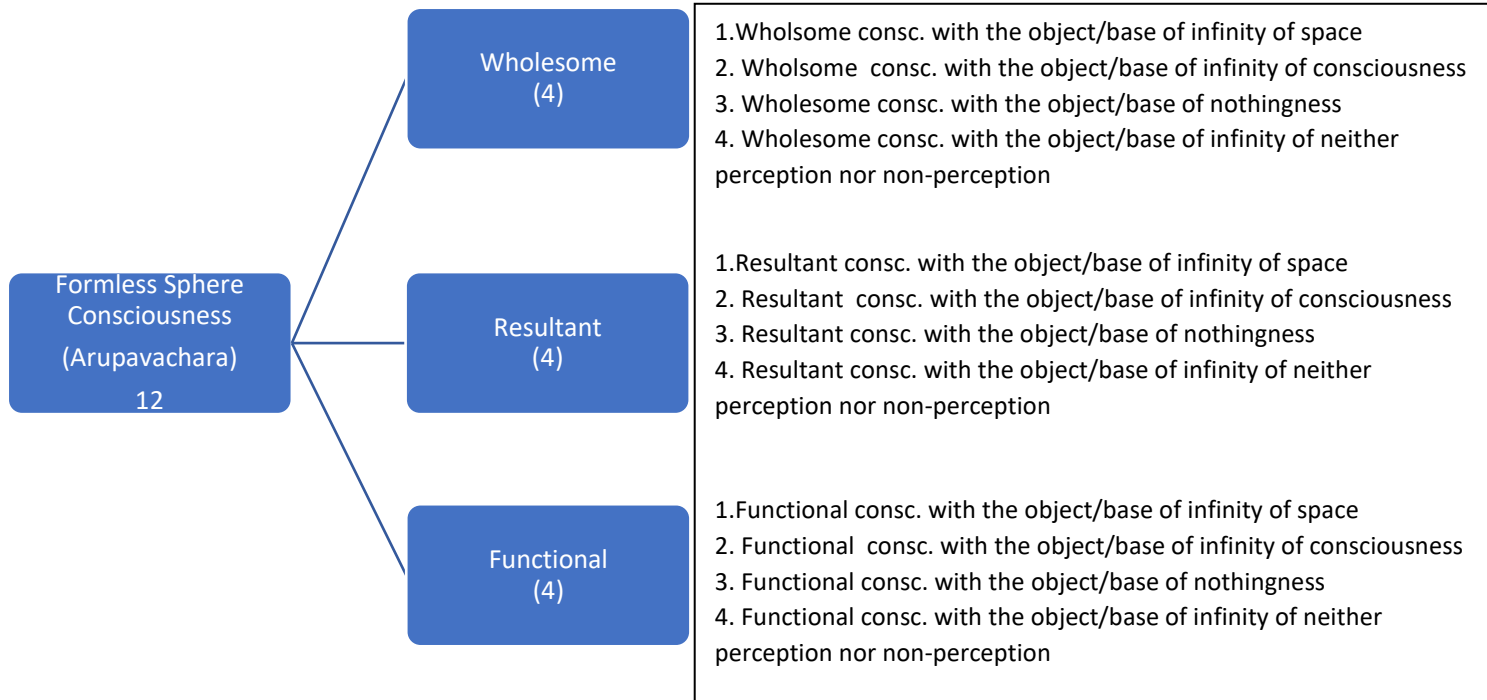 Formless Sphere
Consciousness
(Arupavachara)
12
Wholesome
(4)
Resultant
(4)
Functional
(4)
1.Wholsome consc. with the object/base of infinity of space
2. Wholsome  consc. with the object/base of infinity of consciousness
3. Wholesome consc. with the object/base of nothingness
4. Wholesome consc. with the object/base of infinity of neither
perception nor non-perception
1.Resultant consc. with the object/base of infinity of space
2. Resultant  consc. with the object/base of infinity of consciousness
3. Resultant consc. with the object/base of nothingness
4. Resultant consc. with the object/base of infinity of neither
perception nor non-perception
1.Functional consc. with the object/base of infinity of space
2. Functional  consc. with the object/base of infinity of consciousness
3. Functional consc. with the object/base of nothingness
4. Functional consc. with the object/base of infinity of neither
perception nor non-perception